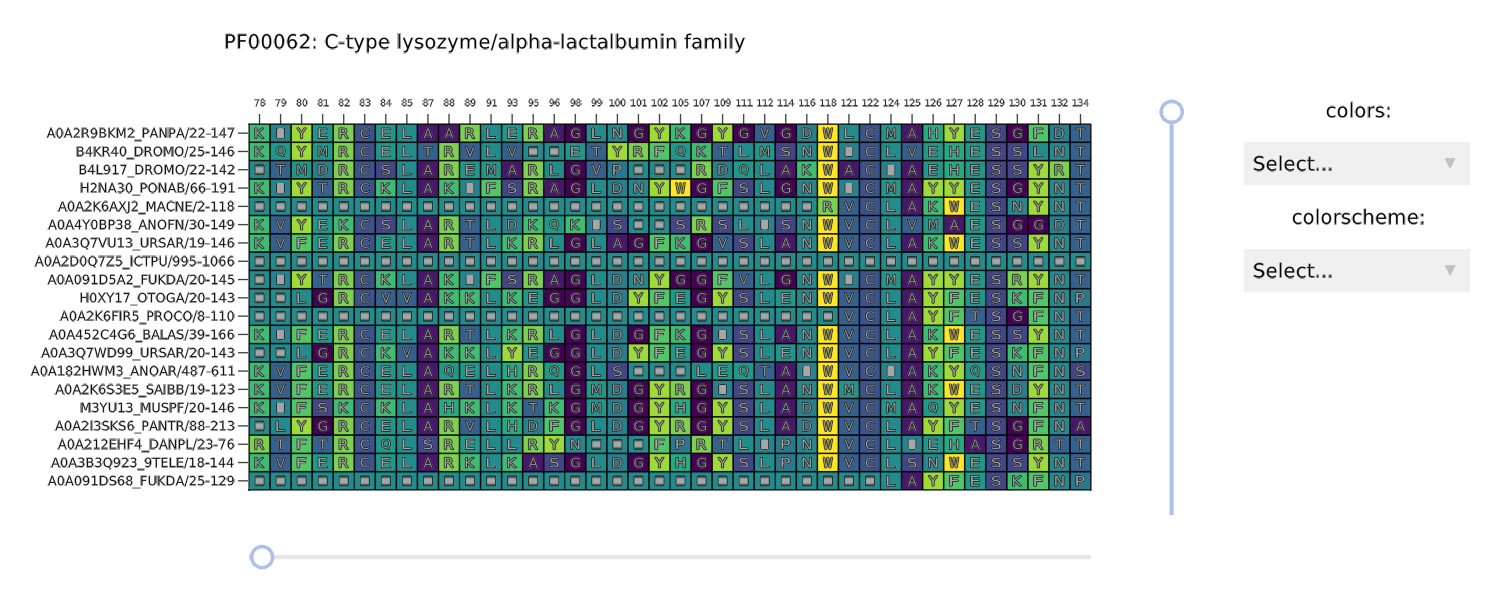 PF00062: C-type lysozyme/alpha-lactalbumin family
78 79 80 81 82 83 84 85 87 88 89 91 93 95 96 98 99 100 101 102 105 107 109 111 112 114 116 118 121 122 124 125 126 127 128 129 130 131 132 134
A0A2R9BKM2_PANPA/22-147 K I Y E R C E L A A R L E R A G L N G Y K G Y G V G D W L C M A H Y E S G F D T
B4KR40_DROMO/25-146 K Q Y M R C E L T R V L V - - E T Y R F Q K T L M S N W I C L V E H E S S L N T
B4L917_DROMO/22-142 - T M D R C S L A R E M A R L G V P - - - R D Q L A K W A C I A E H E S S Y R T
H2NA30_PONAB/66-191 K I Y T R C K L A K I F S R A G L D N Y W G F S L G N W I C M A Y Y E S G Y N T
A0A2K6AXJ2_MACNE/2-118 - - - - - - - - - - - - - - - - - - - - - - - - - - - R V C L A K W E S N Y N T
A0A4Y0BP38_ANOFN/30-149 K V Y E K C S L A R T L D K Q K I S - - S R S L I S N W V C L V M A E S G G D T
A0A3Q7VU13_URSAR/19-146 K V F E R C E L A R T L K R L G L A G F K G V S L A N W V C L A K W E S S Y N T
A0A2D0Q7Z5_ICTPU/995-1066 - - - - - - - - - - - - - - - - - - - - - - - - - - - - - - - - - - - - - - - -
A0A091D5A2_FUKDA/20-145 - I Y T R C K L A K I F S R A G L D N Y G G F V L G N W I C M A Y Y E S R Y N T
H0XY17_OTOGA/20-143 - - L G R C V V A K K L K E G G L D Y F E G Y S L E N W V C L A Y F E S K F N P
A0A2K6FIR5_PROCO/8-110 - - - - - - - - - - - - - - - - - - - - - - - - - - - - V C L A Y F T S G F N T
A0A452C4G6_BALAS/39-166 K I F E R C E L A R T L K R L G L D G F K G I S L A N W V C L A K W E S S Y N T
A0A3Q7WD99_URSAR/20-143 - - L G R C K V A K K L Y E G G L D Y F E G Y S L E N W V C L A Y F E S K F N P
A0A182HWM3_ANOAR/487-611 K V F E R C E L A Q E L H R Q G L S - - - L E Q T A I W V C I A K Y Q S N F N S
A0A2K6S3E5_SAIBB/19-123 K V F E R C E L A R T L K R L G M D G Y R G I S L A N W M C L A K W E S D Y N T
M3YU13_MUSPF/20-146 K I F S K C K L A H K L K T K G M D G Y H G Y S L A D W V C M A Q Y E S N F N T
A0A2I3SKS6_PANTR/88-213 - L Y G R C E L A R V L H D F G L D G Y R G Y S L A D W V C L A Y F T S G F N A
A0A212EHF4_DANPL/23-76 R T F T R C Q L S R E L L R Y N - - - F P R T L I P N W V C L I E H A S G R T T
A0A3B3Q923_9TELE/18-144 K V F E R C E L A R K L K A S G L D G Y H G Y S L P N W V C L S N W E S S Y N T
A0A091DS68_FUKDA/25-129 - - - - - - - - - - - - - - - - - - - - - - - - - - - - - - L A Y F E S K F N P
colors:
Select...
colorscheme:
Select...